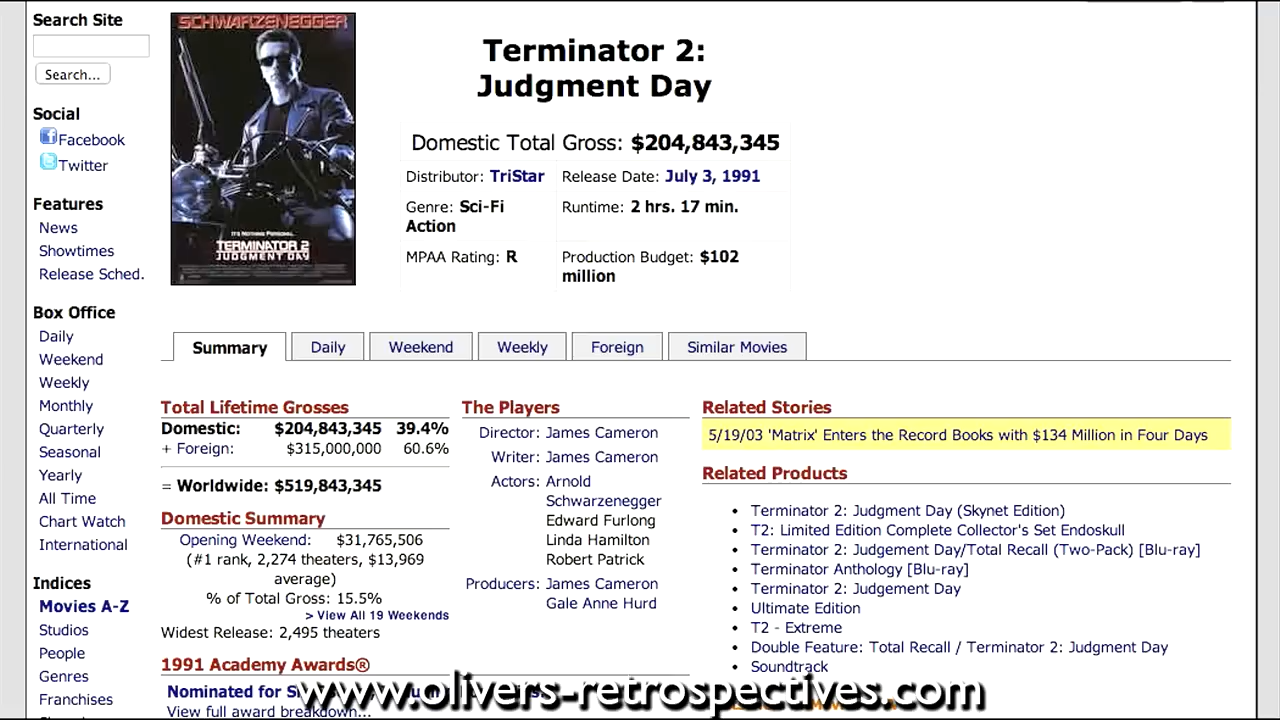 Search Site
Search...
Social
Facebook
Twitter
Features
News
Showtimes
Release Sched.
Box Office
Daily
Weekend
Weekly
Monthly
Quarterly
Seasonal
Yearly
All Time
Chart Watch
International
Indices
Movies A-Z
Studios
People
Genres
Franchises
SCHWARZENEGGER
IT'S NOTHING PERSONAL.
TERMINATOR 2
JUDGMENT DAY
Terminator 2:
Judgment Day
Domestic Total Gross: $204,843,345
Distributor: TriStar
Release Date: July 3, 1991
Genre: Sci-Fi
Action
Runtime: 2 hrs. 17 min.
MPAA Rating: R
Production Budget: $102
million
Summary
Daily
Weekend
Weekly
Foreign
Similar Movies
Total Lifetime Grosses
Domestic: $204,843,345 39.4%
+ Foreign: $315,000,000 60.6%
= Worldwide: $519,843,345
Domestic Summary
Opening Weekend: $31,765,506
(#1 rank, 2,274 theaters, $13,969
average)
% of Total Gross: 15.5%
> View All 19 Weekends
Widest Release: 2,495 theaters
1991 Academy Awards®
Nominated for
View full award breakdown...
The Players
Director: James Cameron
Writer: James Cameron
Actors: Arnold
Schwarzenegger
Edward Furlong
Linda Hamilton
Robert Patrick
Producers: James Cameron
Gale Anne Hurd
Related Stories
5/19/03 'Matrix' Enters the Record Books with $134 Million in Four Days
Related Products
• Terminator 2: Judgment Day (Skynet Edition)
• T2: Limited Edition Complete Collector's Set Endoskull
• Terminator 2: Judgement Day/Total Recall (Two-Pack) [Blu-ray]
• Terminator Anthology [Blu-ray]
• Terminator 2: Judgement Day
• Ultimate Edition
• T2 - Extreme
• Double Feature: Total Recall / Terminator 2: Judgment Day
• Soundtrack
www.olivers-retrospectives.com